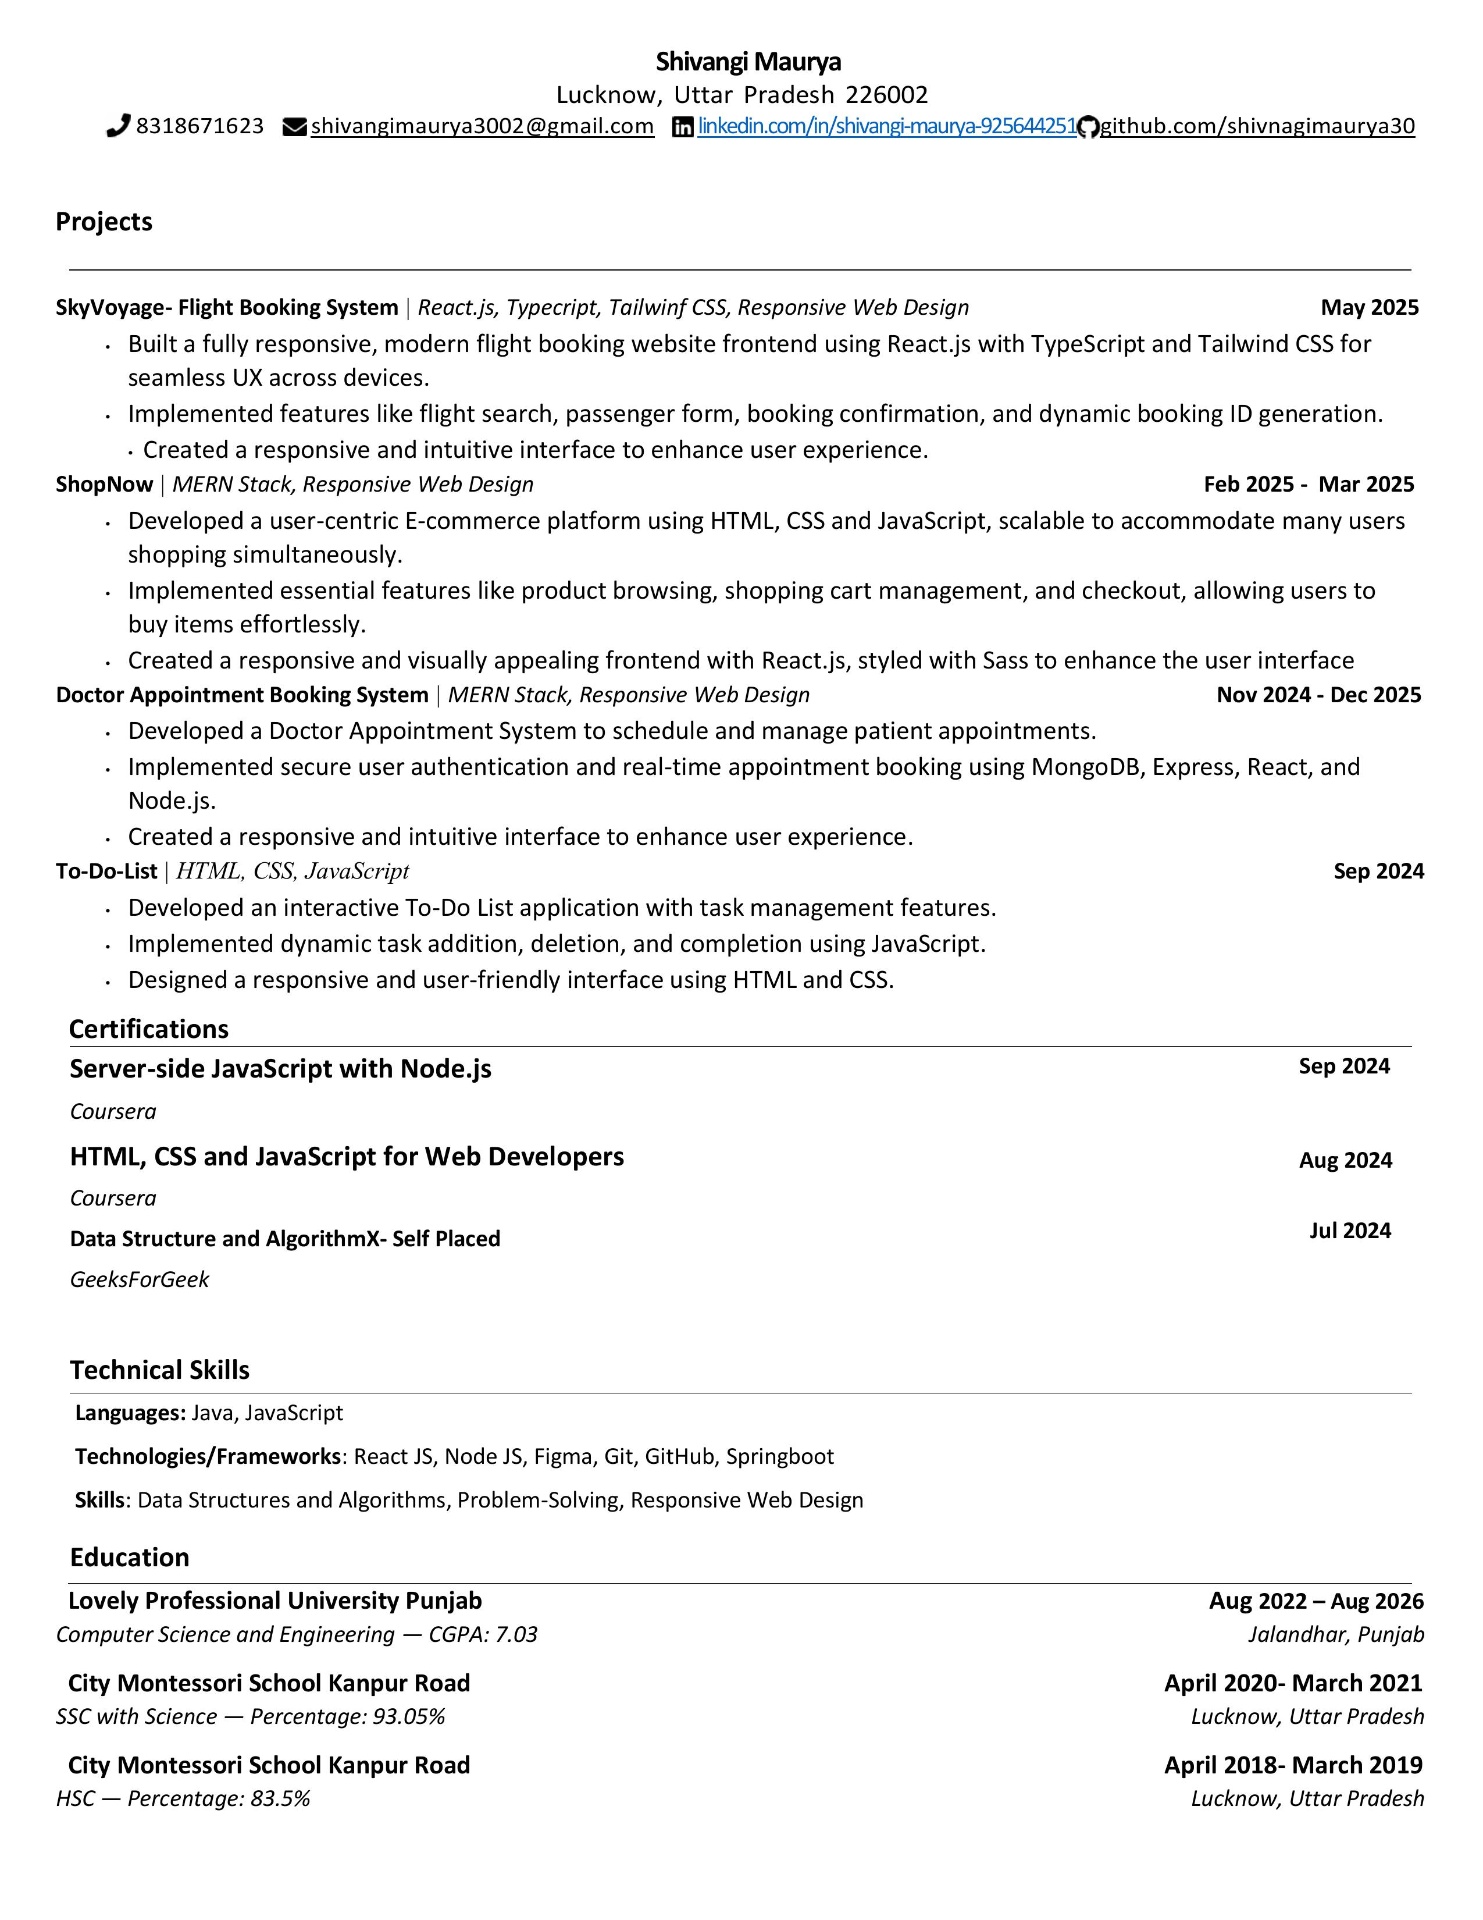 Shivangi Maurya
Lucknow, Uttar Pradesh 226002
8318671623 shivangimaurya3002@gmail.com linkedin.com/in/shivangi-maurya-925644251 github.com/shivnagimaurya30
Projects
SkyVoyage- Flight Booking System | React.js, Typecript, Tailwinf CSS, Responsive Web Design May 2025
• Built a fully responsive, modern flight booking website frontend using React.js with TypeScript and Tailwind CSS for
seamless UX across devices.
• Implemented features like flight search, passenger form, booking confirmation, and dynamic booking ID generation.
• Created a responsive and intuitive interface to enhance user experience.
ShopNow | MERN Stack, Responsive Web Design Feb 2025 - Mar 2025
• Developed a user-centric E-commerce platform using HTML, CSS and JavaScript, scalable to accommodate many users
shopping simultaneously.
• Implemented essential features like product browsing, shopping cart management, and checkout, allowing users to
buy items effortlessly.
• Created a responsive and visually appealing frontend with React.js, styled with Sass to enhance the user interface
Doctor Appointment Booking System | MERN Stack, Responsive Web Design Nov 2024 - Dec 2025
• Developed a Doctor Appointment System to schedule and manage patient appointments.
• Implemented secure user authentication and real-time appointment booking using MongoDB, Express, React, and
Node.js.
• Created a responsive and intuitive interface to enhance user experience.
To-Do-List | HTML, CSS, JavaScript Sep 2024
• Developed an interactive To-Do List application with task management features.
• Implemented dynamic task addition, deletion, and completion using JavaScript.
• Designed a responsive and user-friendly interface using HTML and CSS.
Certifications
Server-side JavaScript with Node.js Sep 2024
Coursera
HTML, CSS and JavaScript for Web Developers Aug 2024
Coursera
Data Structure and AlgorithmX- Self Placed Jul 2024
GeeksForGeek
Technical Skills
Languages: Java, JavaScript
Technologies/Frameworks: React JS, Node JS, Figma, Git, GitHub, Springboot
Skills: Data Structures and Algorithms, Problem-Solving, Responsive Web Design
Education
Lovely Professional University Punjab Aug 2022 – Aug 2026
Computer Science and Engineering — CGPA: 7.03 Jalandhar, Punjab
City Montessori School Kanpur Road April 2020- March 2021
SSC with Science — Percentage: 93.05% Lucknow, Uttar Pradesh
City Montessori School Kanpur Road April 2018- March 2019
HSC — Percentage: 83.5% Lucknow, Uttar Pradesh